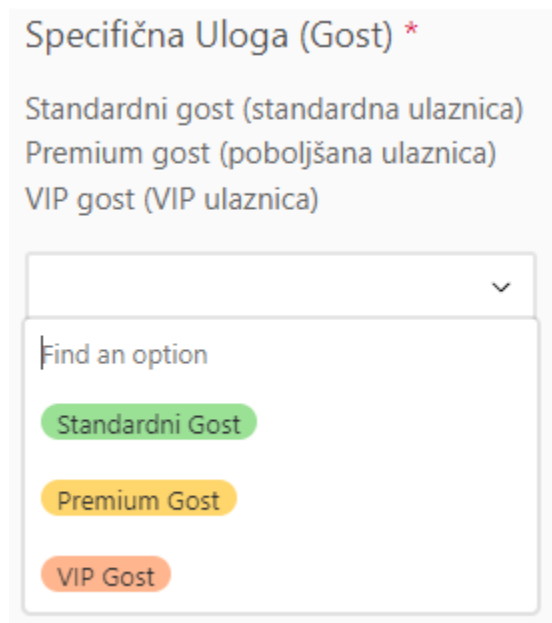 Specifična Uloga (Gost) *
Standardni gost (standardna ulaznica)
Premium gost (poboljšana ulaznica)
VIP gost (VIP ulaznica)
Find an option
Standardni Gost
Premium Gost
VIP Gost